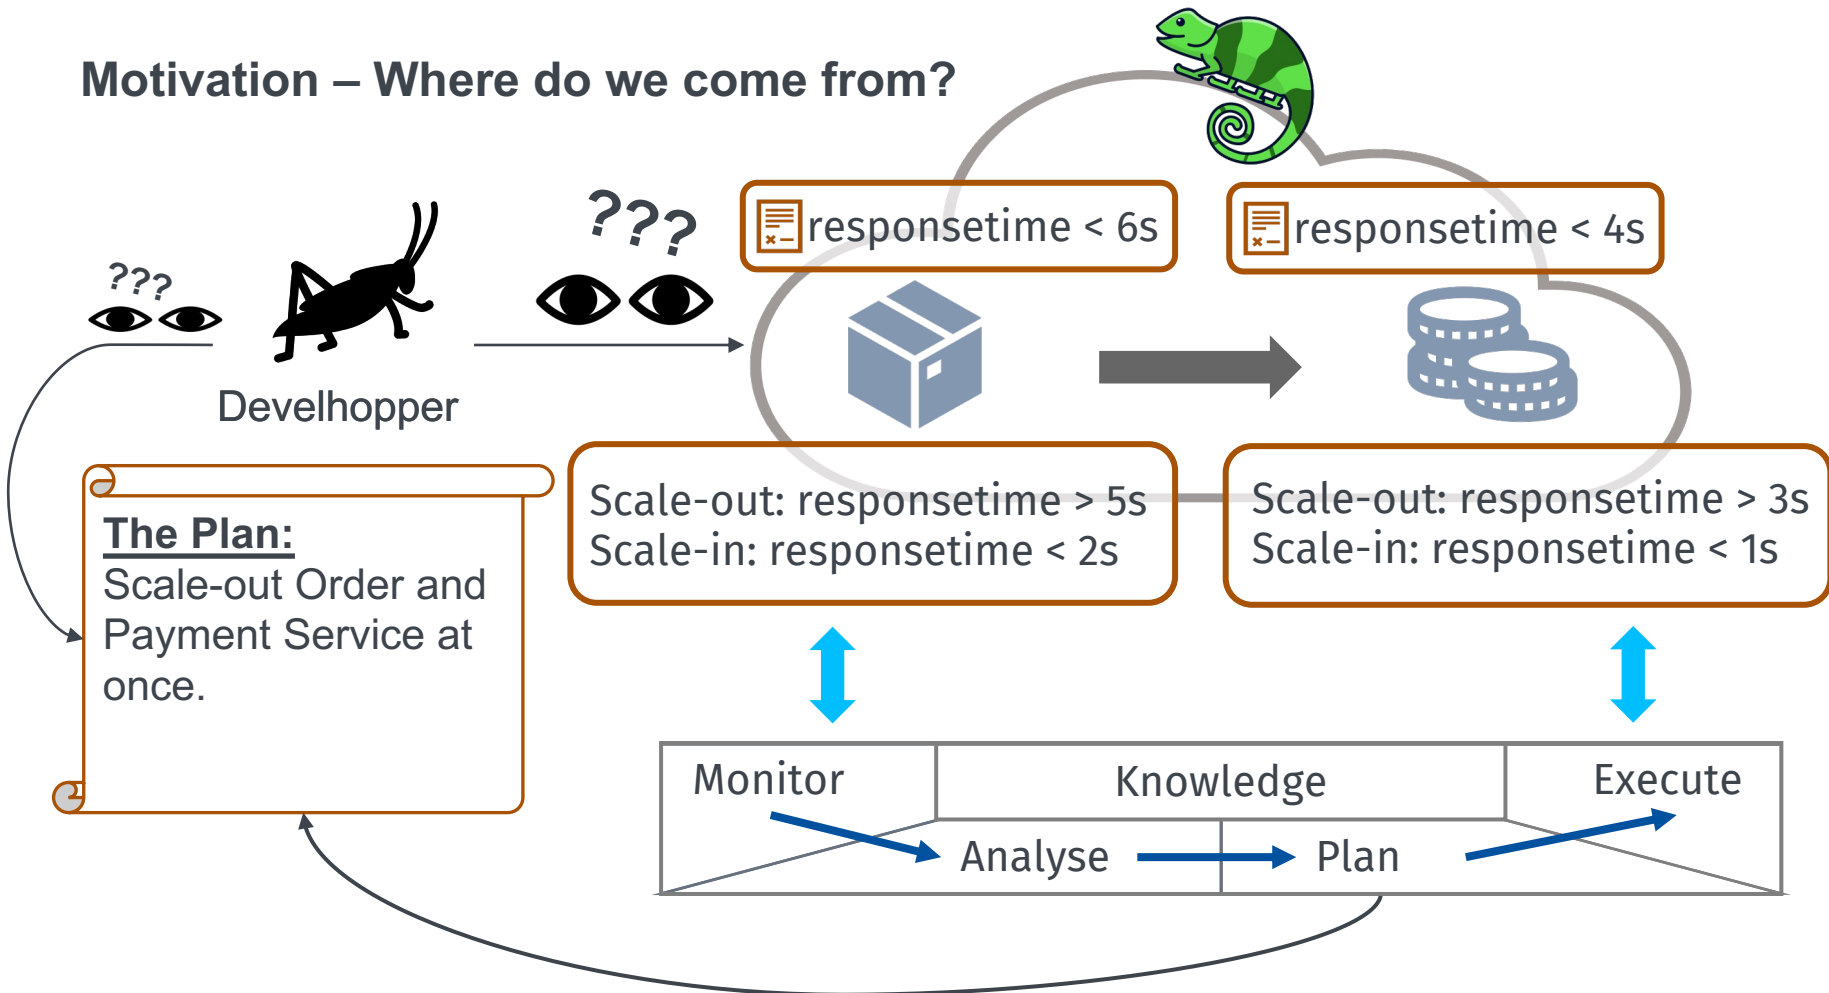 Motivation – Where do we come from?
???
???
responsetime < 6s
responsetime < 4s
Develhopper
Scale-out: responsetime > 5s
Scale-in: responsetime < 2s
Scale-out: responsetime > 3s
Scale-in: responsetime < 1s
The Plan:
Scale-out Order and
Payment Service at
once.
Monitor
Knowledge
Execute
Analyse
Plan